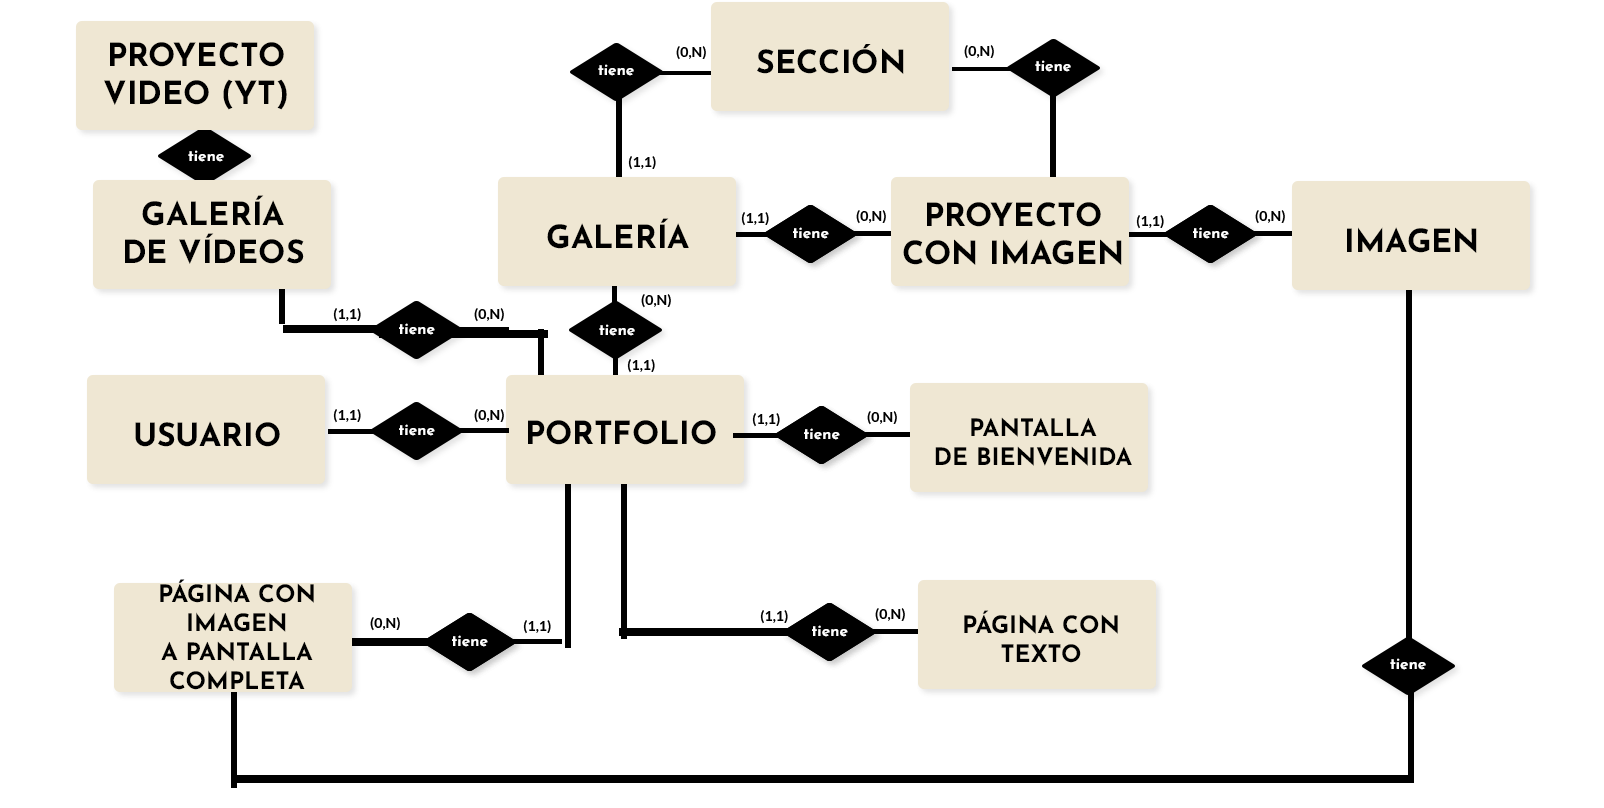 PROYECTO
VIDEO (YT)
tiene
GALERÍA
DE VÍDEOS
(1,1)
tiene
(0,N)
SECCIÓN
(0,N)
tiene
(0,N)
tiene
(1,1)
GALERÍA
(1,1)
tiene
(0,N)
PROYECTO
CON IMAGEN
(1,1)
tiene
(0,N)
IMAGEN
(0,N)
tiene
(1,1)
USUARIO
(1,1)
tiene
(0,N)
PORTFOLIO
(1,1)
tiene
(0,N)
PANTALLA
DE BIENVENIDA
PÁGINA CON
IMAGEN
A PANTALLA
COMPLETA
(0,N)
tiene
(1,1)
(1,1)
tiene
(0,N)
PÁGINA CON
TEXTO
tiene